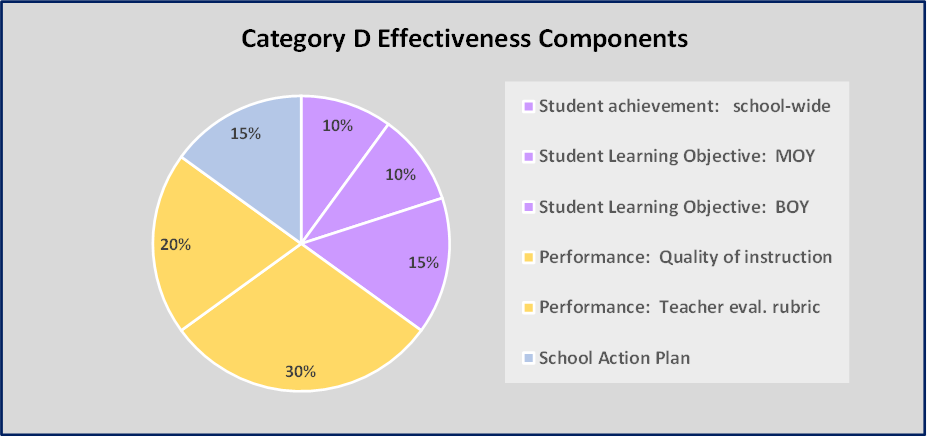 Category D Effectiveness Components
15%
10%
10%
15%
30%
20%
Student achievement:   school-wide
Student Learning Objective:  MOY
Student Learning Objective:  BOY
Performance:  Quality of instruction
Performance:  Teacher eval. rubric
School Action Plan